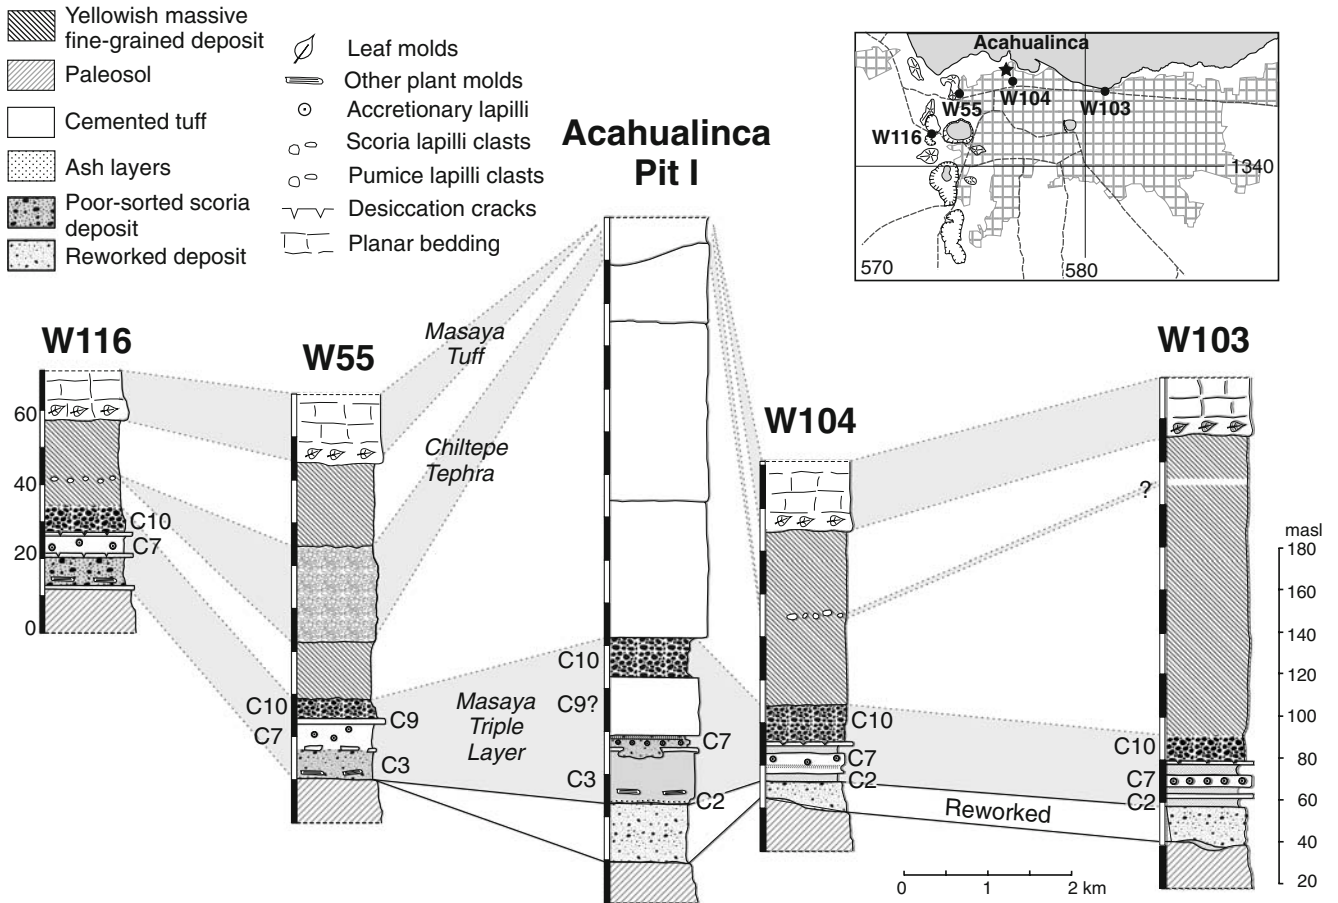 Yellowish massive
fine-grained deposit
Paleosol
Cemented tuff
Ash layers
Poor-sorted scoria
deposit
Reworked deposit
Leaf molds
Other plant molds
Accretionary lapilli
Scoria lapilli clasts
Pumice lapilli clasts
Desiccation cracks
Planar bedding
Acahualinca
Pit I
Acahualinca
W55
W104
W103
W116
1340
570
580
W116
60
40
20
0
C10
C7
W55
C10
C7
C9
C3
Masaya
Tuff
Chiltepe
Tephra
Masaya
Triple
Layer
C10
C9?
C3
C7
C2
W104
C10
C7
C2
Reworked
W103
?
C10
C7
C2
masl
180
160
140
120
100
80
60
40
20
0 1 2 km